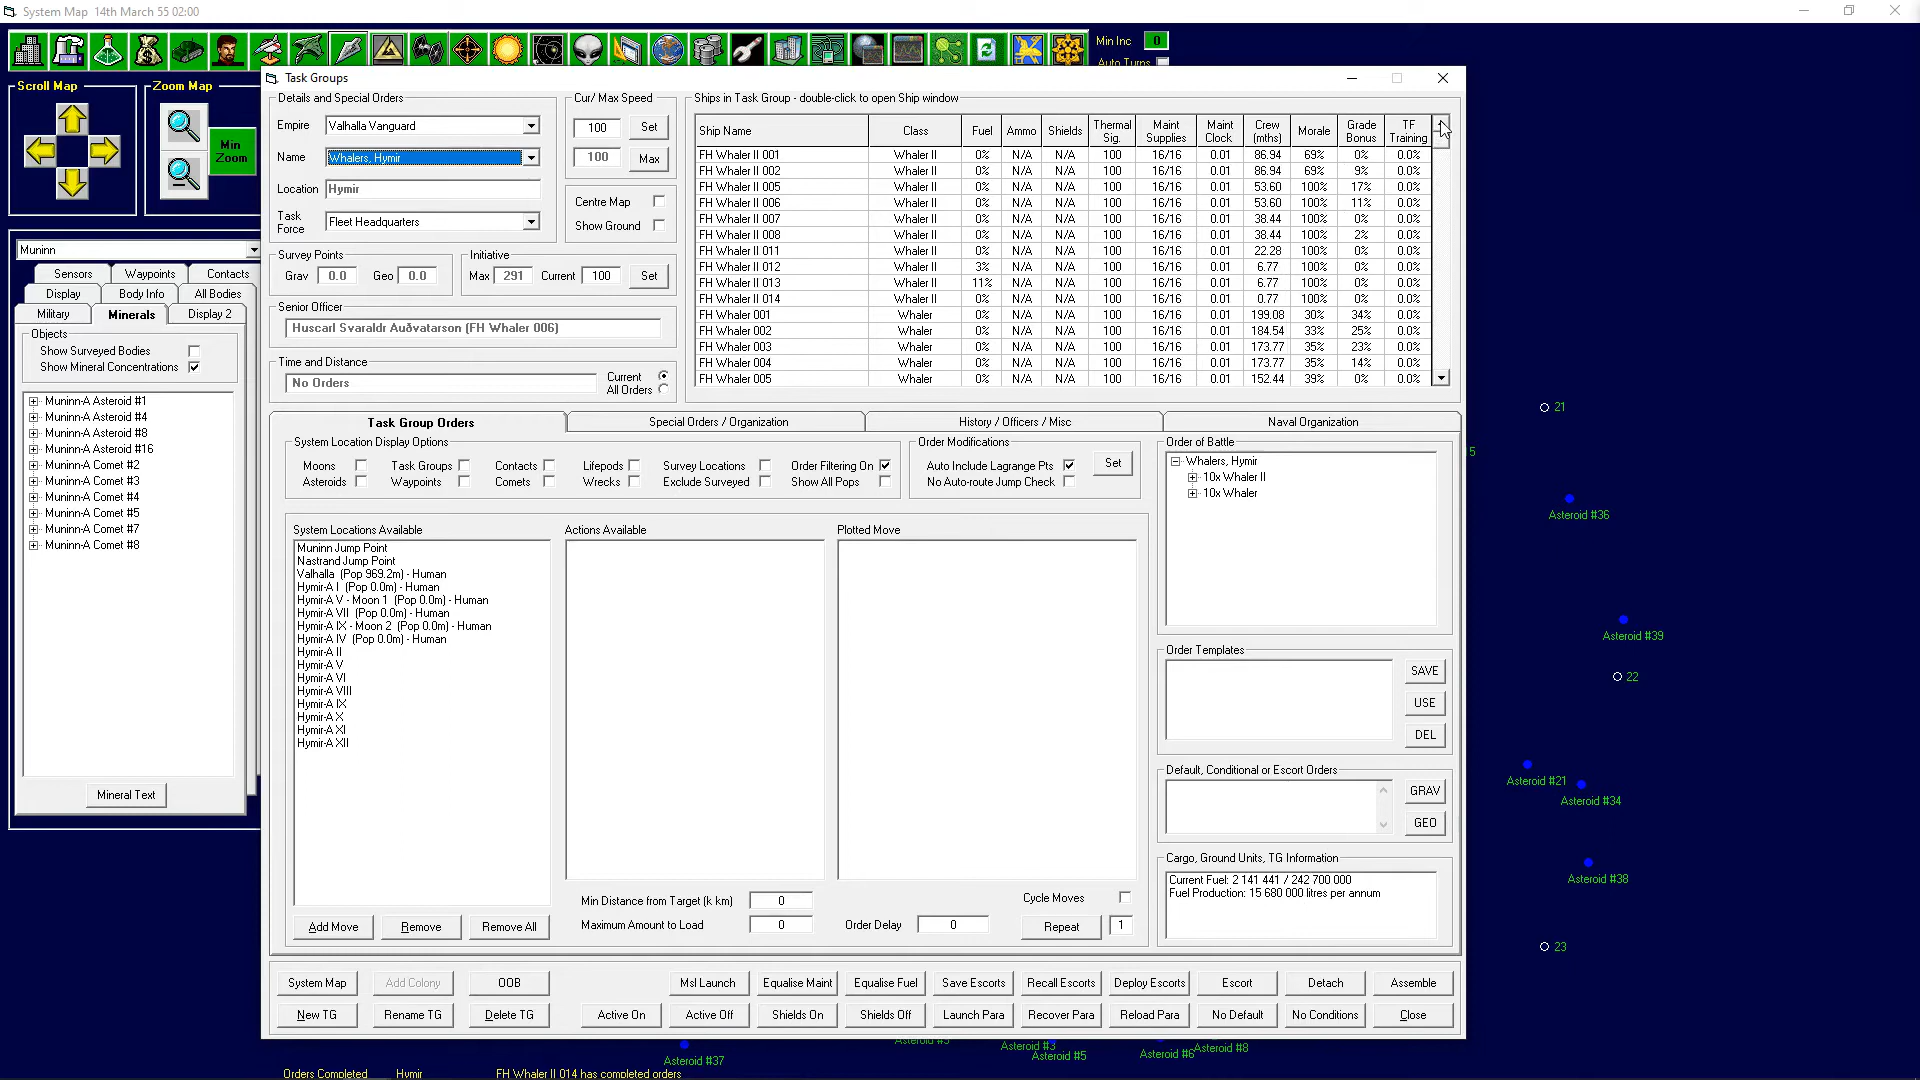 System Map   14th March 55 02:00
Min Inc 0
Auto Turns
Scroll Map
Zoom Map
Min Zoom
Muninn
Sensors Waypoints Contacts
Display Body Info All Bodies
Military Minerals Display 2
Objects
Show Surveyed Bodies
Show Mineral Concentrations
Muninn-A Asteroid #1
Muninn-A Asteroid #4
Muninn-A Asteroid #8
Muninn-A Asteroid #16
Muninn-A Comet #2
Muninn-A Comet #3
Muninn-A Comet #4
Muninn-A Comet #5
Muninn-A Comet #7
Muninn-A Comet #8
Mineral Text
Task Groups
Details and Special Orders
Empire Valhalla Vanguard
Name Whalers, Hymir
Location Hymir
Task Force Fleet Headquarters
Cur/ Max Speed
100 Set
100 Max
Centre Map
Show Ground
Survey Points
Grav 0.0 Geo 0.0
Initiative
Max 291 Current 100 Set
Senior Officer
Huscarl Svaraldr Auðvatarson (FH Whaler 006)
Time and Distance
No Orders
Current
All Orders
Ships in Task Group - double-click to open Ship window
Ship Name Class Fuel Ammo Shields Thermal Sig. Maint Supplies Maint Clock Crew (mths) Morale Grade Bonus TF Training
FH Whaler II 001 Whaler II 0% N/A N/A 100 16/16 0.01 86.94 69% 0% 0.0%
FH Whaler II 002 Whaler II 0% N/A N/A 100 16/16 0.01 86.94 69% 9% 0.0%
FH Whaler II 005 Whaler II 0% N/A N/A 100 16/16 0.01 53.60 100% 17% 0.0%
FH Whaler II 006 Whaler II 0% N/A N/A 100 16/16 0.01 53.60 100% 11% 0.0%
FH Whaler II 007 Whaler II 0% N/A N/A 100 16/16 0.01 38.44 100% 0% 0.0%
FH Whaler II 008 Whaler II 0% N/A N/A 100 16/16 0.01 38.44 100% 2% 0.0%
FH Whaler II 011 Whaler II 0% N/A N/A 100 16/16 0.01 22.28 100% 0% 0.0%
FH Whaler II 012 Whaler II 3% N/A N/A 100 16/16 0.01 6.77 100% 0% 0.0%
FH Whaler II 013 Whaler II 11% N/A N/A 100 16/16 0.01 6.77 100% 0% 0.0%
FH Whaler II 014 Whaler II 0% N/A N/A 100 16/16 0.01 0.77 100% 0% 0.0%
FH Whaler 001 Whaler 0% N/A N/A 100 16/16 0.01 199.08 30% 34% 0.0%
FH Whaler 002 Whaler 0% N/A N/A 100 16/16 0.01 184.54 33% 25% 0.0%
FH Whaler 003 Whaler 0% N/A N/A 100 16/16 0.01 173.77 35% 23% 0.0%
FH Whaler 004 Whaler 0% N/A N/A 100 16/16 0.01 173.77 35% 14% 0.0%
FH Whaler 005 Whaler 0% N/A N/A 100 16/16 0.01 152.44 39% 0% 0.0%
Task Group Orders Special Orders / Organization History / Officers / Misc Naval Organization
System Location Display Options
Moons Task Groups Contacts Lifepods Survey Locations Order Filtering On
Asteroids Waypoints Comets Wrecks Exclude Surveyed Show All Pops
Order Modifications
Auto Include Lagrange Pts Set
No Auto-route Jump Check
System Locations Available
Muninn Jump Point
Nastrand Jump Point
Valhalla (Pop 969.2m) - Human
Hymir-A I (Pop 0.0m) - Human
Hymir-A V - Moon 1 (Pop 0.0m) - Human
Hymir-A VII (Pop 0.0m) - Human
Hymir-A IX - Moon 2 (Pop 0.0m) - Human
Hymir-A IV (Pop 0.0m) - Human
Hymir-A II
Hymir-A V
Hymir-A VI
Hymir-A VIII
Hymir-A IX
Hymir-A X
Hymir-A XI
Hymir-A XII
Actions Available
Plotted Move
Min Distance from Target (k km) 0
Maximum Amount to Load 0
Order Delay 0
Cycle Moves
Repeat 1
Add Move Remove Remove All
Order of Battle
Whalers, Hymir
10x Whaler II
10x Whaler
Order Templates
SAVE
USE
DEL
Default, Conditional or Escort Orders
GRAV
GEO
Cargo, Ground Units, TG Information
Current Fuel: 2 141 441 / 242 700 000
Fuel Production: 15 680 000 litres per annum
System Map Add Colony OOB Msl Launch Equalise Maint Equalise Fuel Save Escorts Recall Escorts Deploy Escorts Escort Detach Assemble
New TG Rename TG Delete TG Active On Active Off Shields On Shields Off Launch Para Recover Para Reload Para No Default No Conditions Close
21
5
Asteroid #36
Asteroid #39
22
Asteroid #21
Asteroid #34
Asteroid #38
23
Asteroid #3
Asteroid #3
Asteroid #5
Asteroid #6
Asteroid #8
Asteroid #37
Orders Completed Hymir FH Whaler II 014 has completed orders